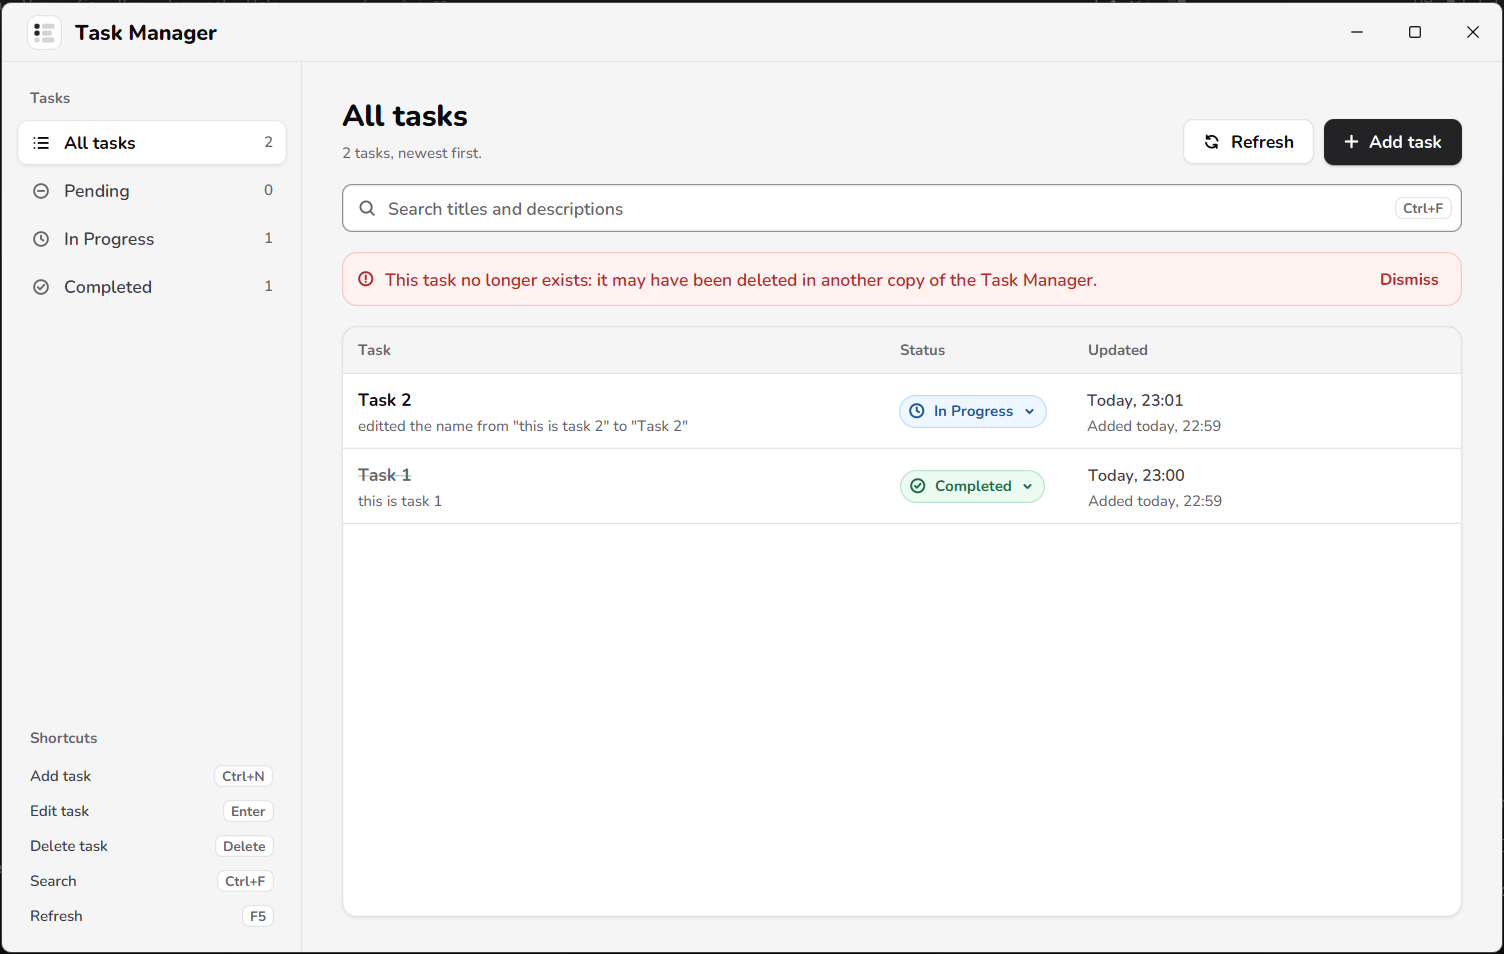 Task Manager
Tasks
All tasks 2
Pending 0
In Progress 1
Completed 1
Shortcuts
Add task Ctrl+N
Edit task Enter
Delete task Delete
Search Ctrl+F
Refresh F5
All tasks
2 tasks, newest first.
Refresh
Add task
Search titles and descriptions Ctrl+F
This task no longer exists: it may have been deleted in another copy of the Task Manager. Dismiss
Task Status Updated
Task 2 In Progress Today, 23:01
editted the name from "this is task 2" to "Task 2" Added today, 22:59
Task 1 Completed Today, 23:00
this is task 1 Added today, 22:59